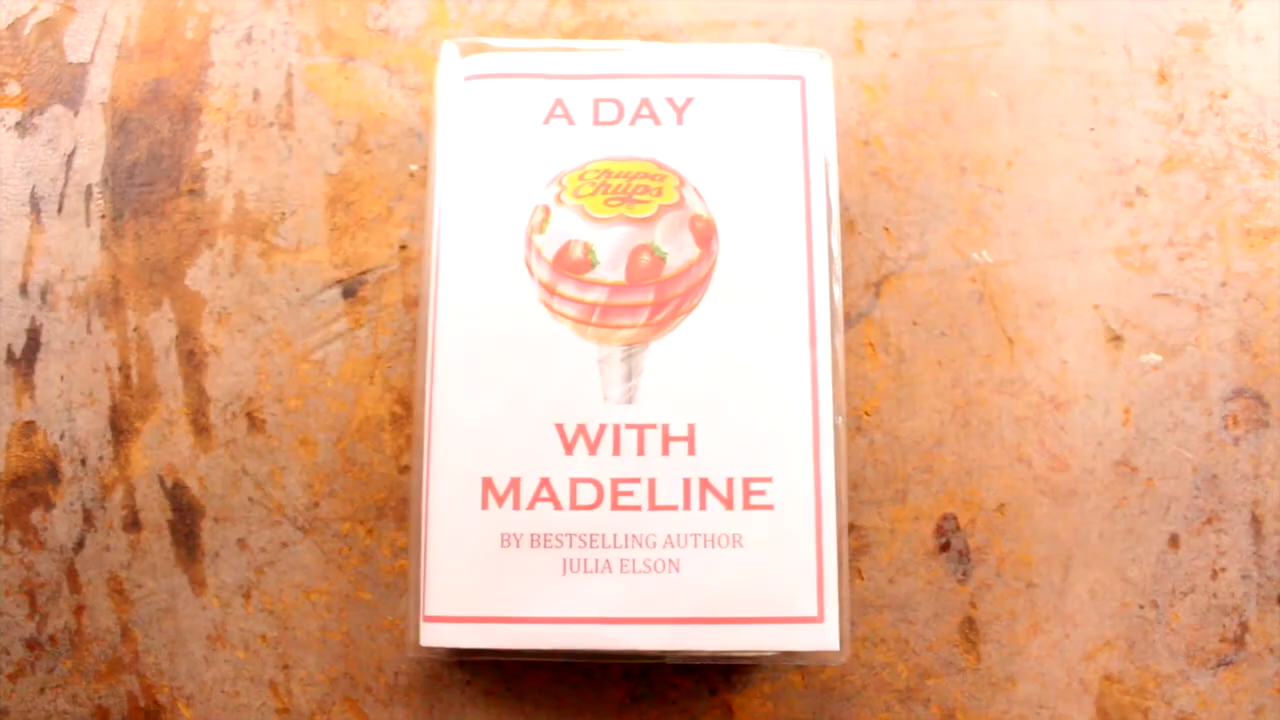 A DAY
Chupa
Chups
WITH
MADELINE
BY BESTSELLING AUTHOR
JULIA ELSON